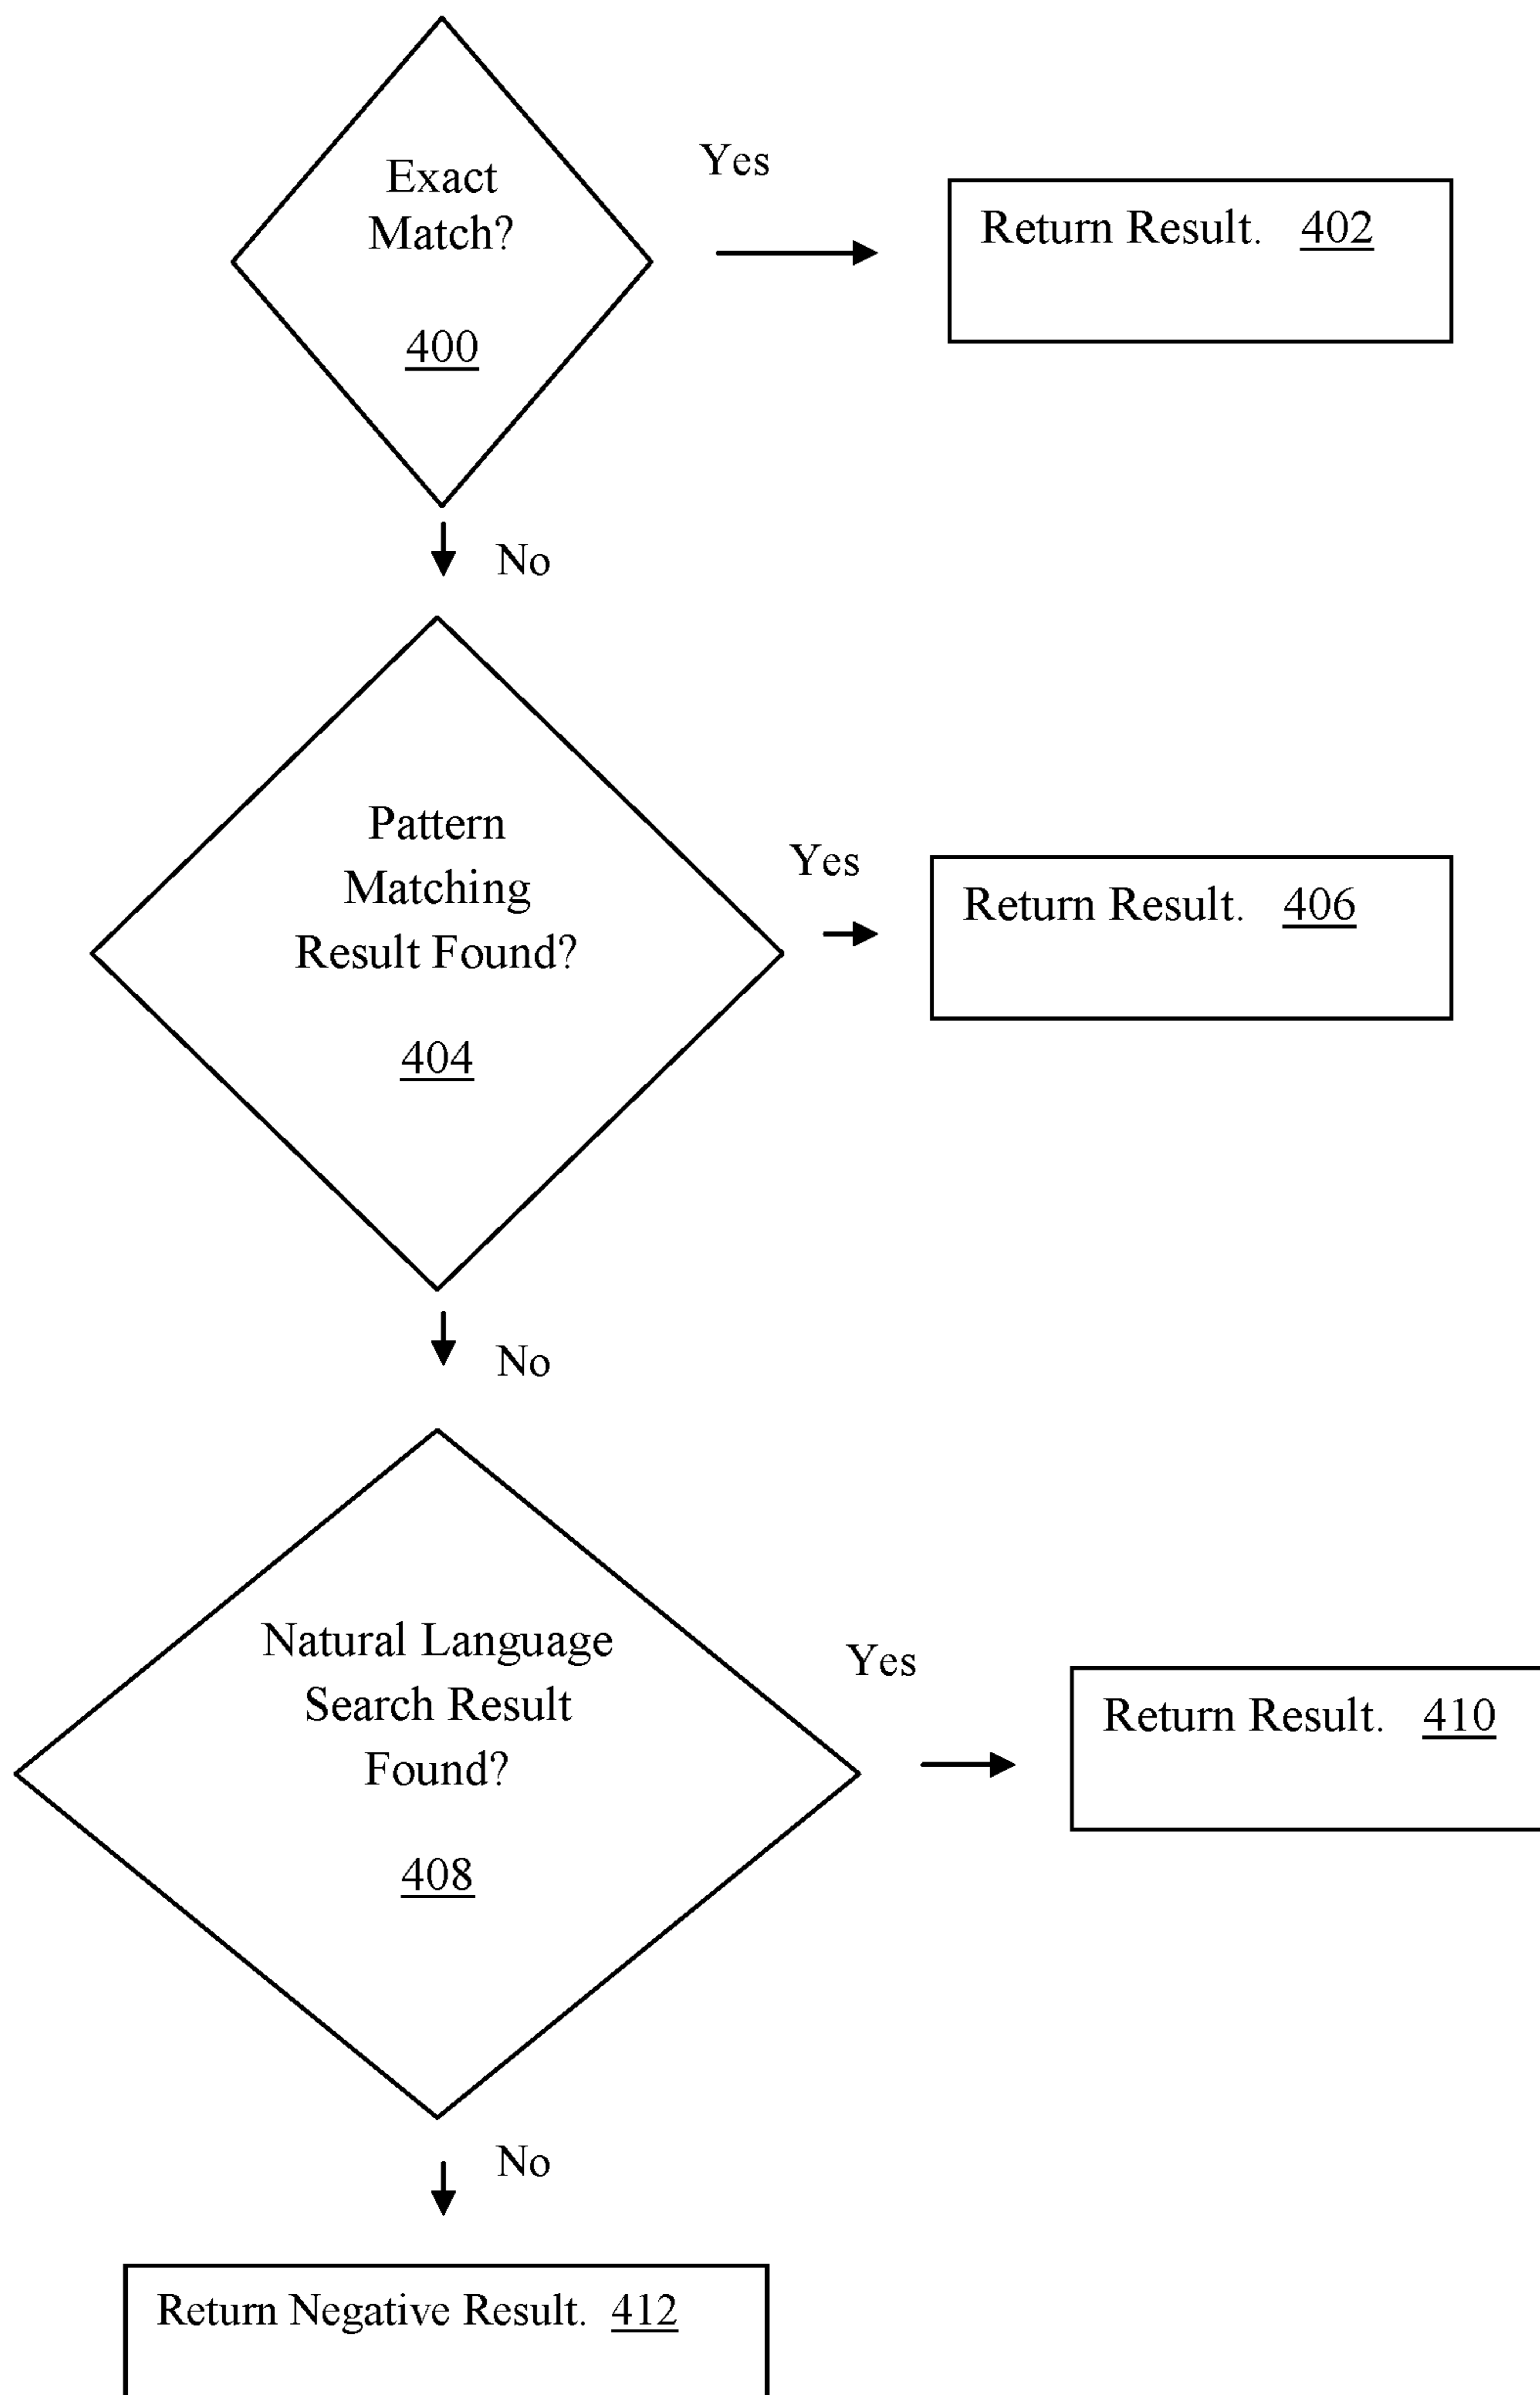 Exact
Match?
400
Yes
Return Result. 402
No
Pattern
Matching
Result Found?
404
Yes
Return Result. 406
No
Natural Language
Search Result
Found?
408
Yes
Return Result. 410
No
Return Negative Result. 412